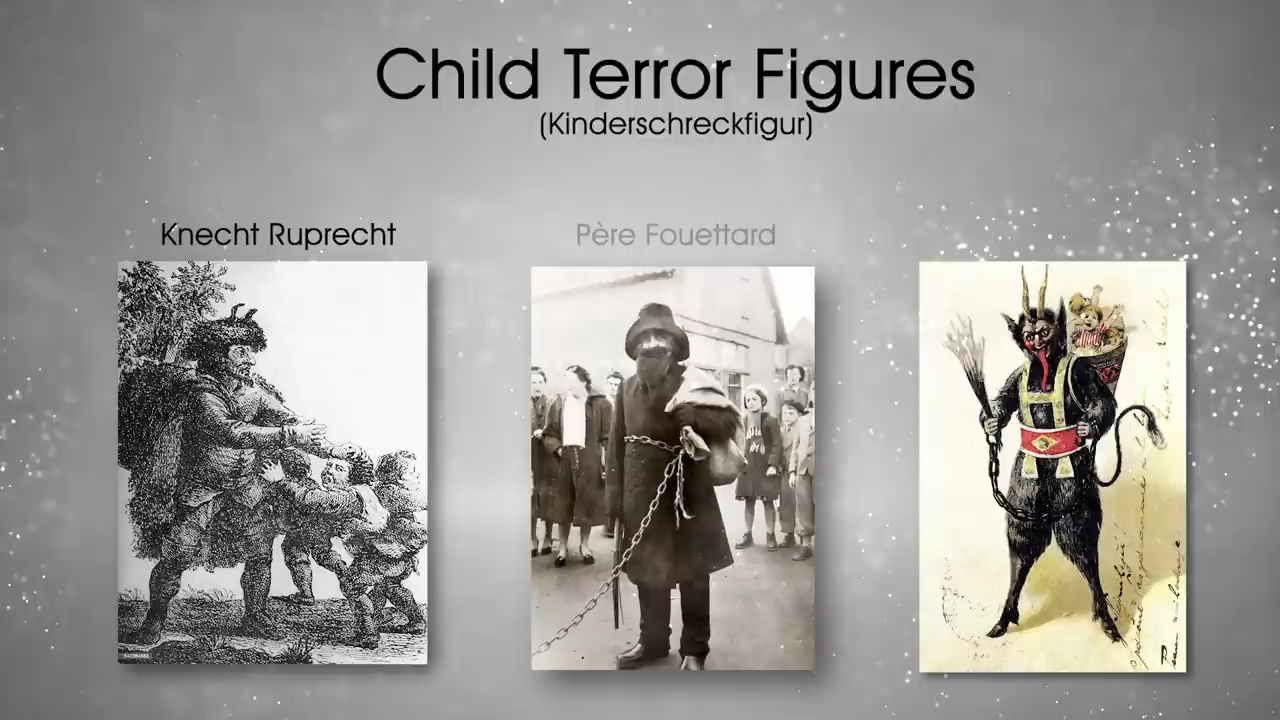 Child Terror Figures
(Kinderschreckfigur)
Knecht Ruprecht
Père Fouettard